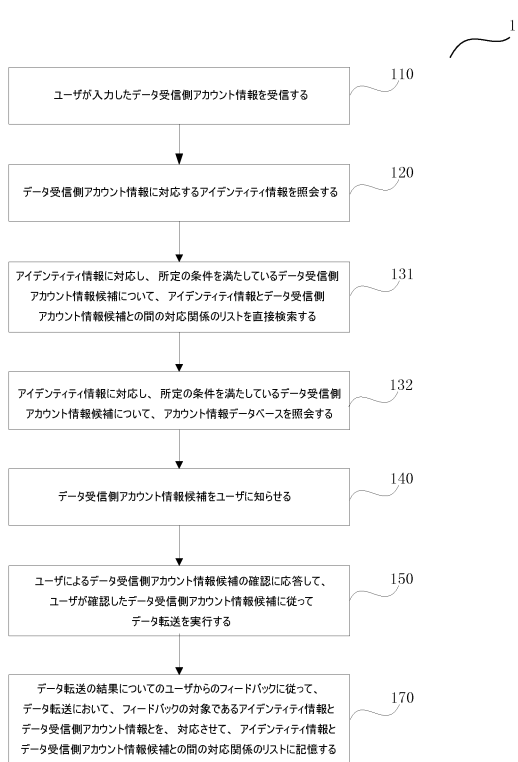 1
ユーザが入力したデータ受信側アカウント情報を受信する
110
データ受信側アカウント情報に対応するアイデンティティ情報を照会する
120
アイデンティティ情報に対応し、所定の条件を満たしているデータ受信側
アカウント情報候補について、アイデンティティ情報とデータ受信側
アカウント情報候補との間の対応関係のリストを直接検索する
131
アイデンティティ情報に対応し、所定の条件を満たしているデータ受信側
アカウント情報候補について、アカウント情報データベースを照会する
132
データ受信側アカウント情報候補をユーザに知らせる
140
ユーザによるデータ受信側アカウント情報候補の確認に応答して、
ユーザが確認したデータ受信側アカウント情報候補に従って
データ転送を実行する
150
データ転送の結果についてのユーザからのフィードバックに従って、
データ転送において、フィードバックの対象であるアイデンティティ情報と
データ受信側アカウント情報とを、対応させて、アイデンティティ情報と
データ受信側アカウント情報候補との間の対応関係のリストに記憶する
170